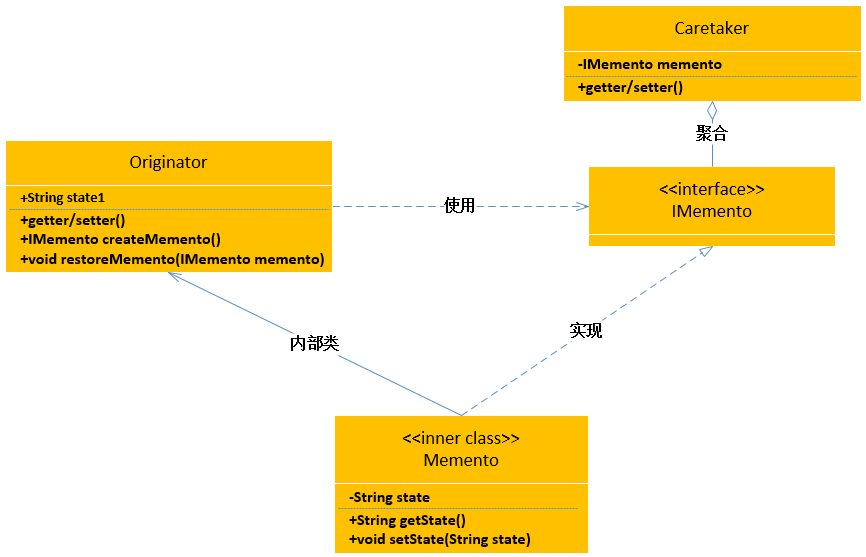 Caretaker
-IMemento memento
+getter/setter()
聚合
Originator
+String state1
+getter/setter()
+IMemento createMemento()
+void restoreMemento(IMemento memento)
使用
<<interface>>
IMemento
内部类
实现
<<inner class>>
Memento
-String state
+String getState()
+void setState(String state)